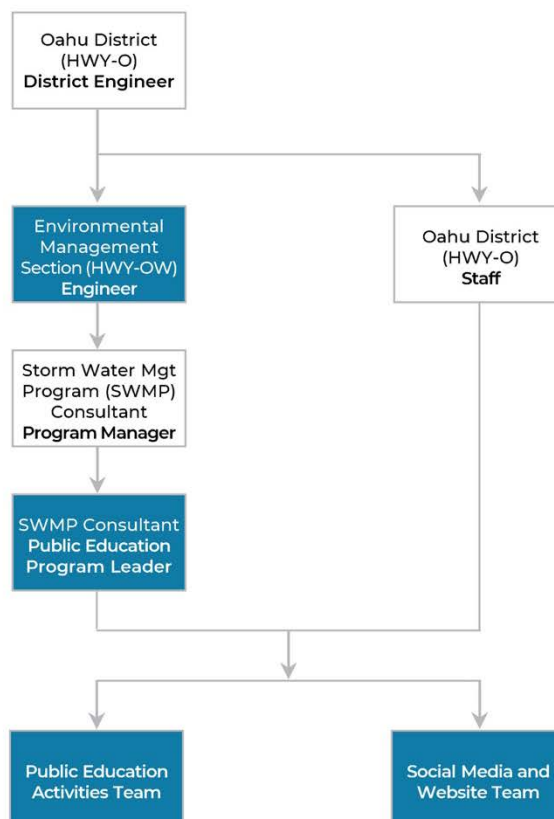 Oahu District
(HWY-O)
District Engineer
Environmental
Management
Section (HWY-OW)
Engineer
Oahu District
(HWY-O)
Staff
Storm Water Mgt
Program (SWMP)
Consultant
Program Manager
SWMP Consultant
Public Education
Program Leader
Public Education
Activities Team
Social Media and
Website Team